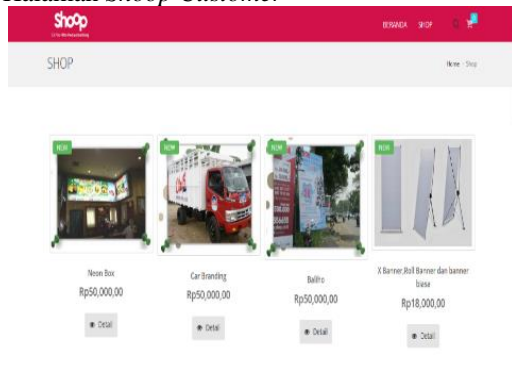 Halaman Shoop Customer
Shoop
BERANDA SHOP
SHOP
Home - Shop
NEW
NEW
NEW
NEW
Neon Box
Rp50,000,00
Detail
Car Branding
Rp50,000,00
Detail
Baliho
Rp50,000,00
Detail
X Banner,Roll Banner dan banner
biasa
Rp18,000,00
Detail